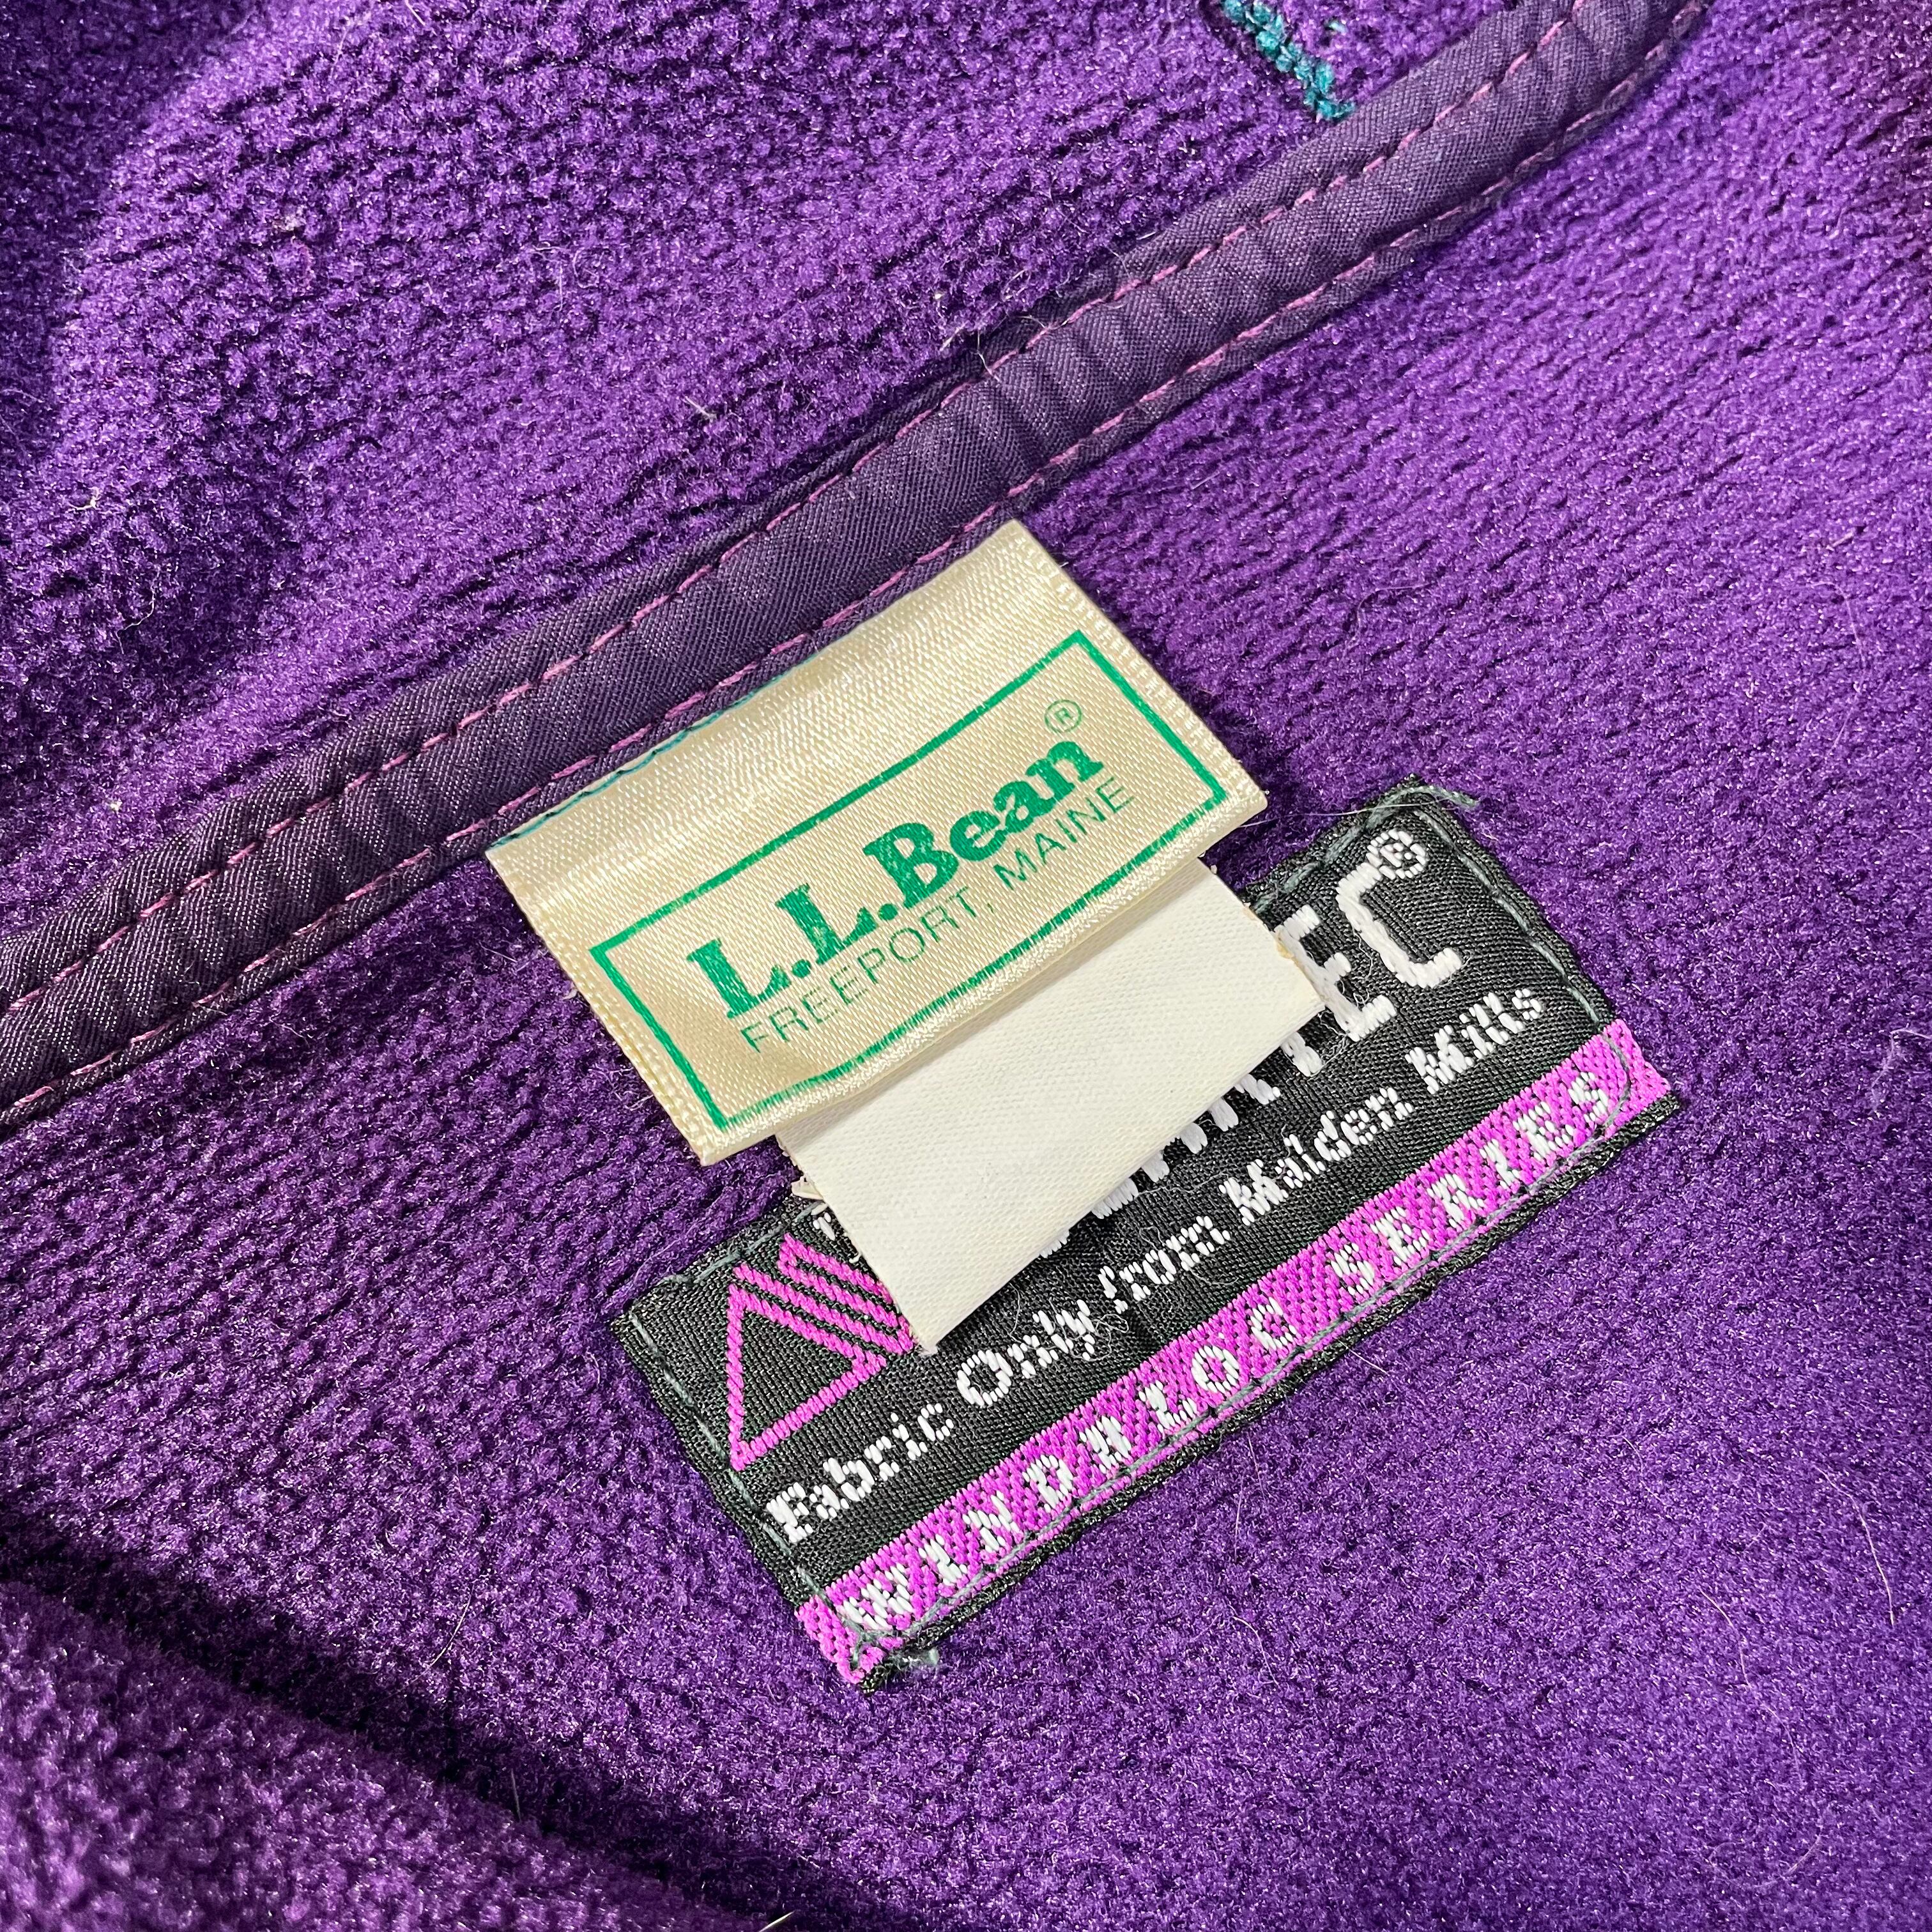 L.L.Bean®
FREEPORT, MAINE
Fabric Only from Malden Mills
WINDBLOC SERIES